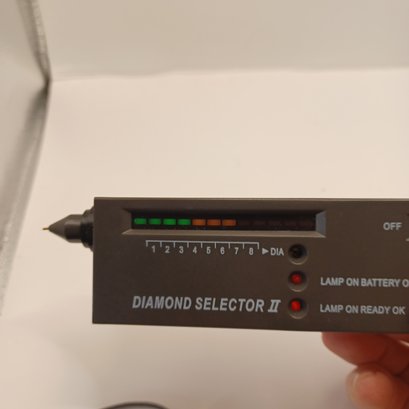 OFF
1 2 3 4 5 6 7 8 ▶DIA
LAMP ON BATTERY O
DIAMOND SELECTOR II
LAMP ON READY OK